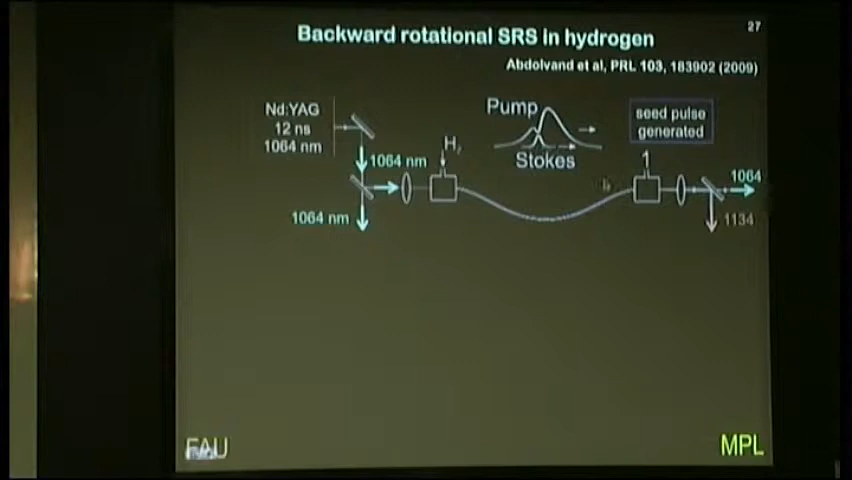 27
Backward rotational SRS in hydrogen
Abdolvand et al, PRL 103, 183902 (2009)
Nd:YAG
12 ns
1064 nm
Pump
Stokes
seed pulse
generated
H2
1064 nm
1064 nm
1
1064
1134
FAU
MPL